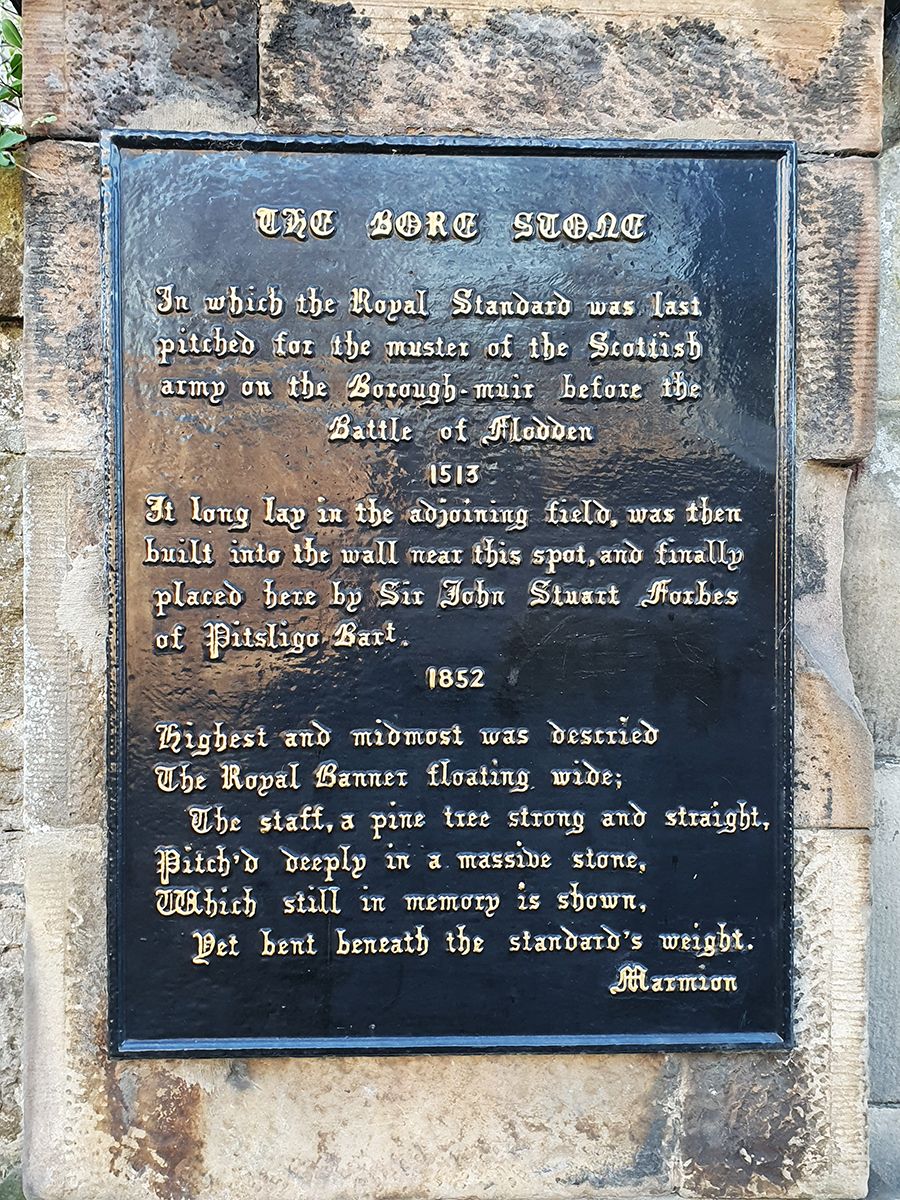 THE BORE STONE
In which the Royal Standard was last
pitched for the muster of the Scottish
army on the Borough-muir before the
Battle of Flodden
1513
It long lay in the adjoining field, was then
built into the wall near this spot, and finally
placed here by Sir John Stuart Forbes
of Pitsligo Bart.
1852
Highest and midmost was descried
The Royal Banner floating wide;
The staff, a pine tree strong and straight,
Pitch'd deeply in a massive stone,
Which still in memory is shown,
Yet bent beneath the standard's weight.
Marmion